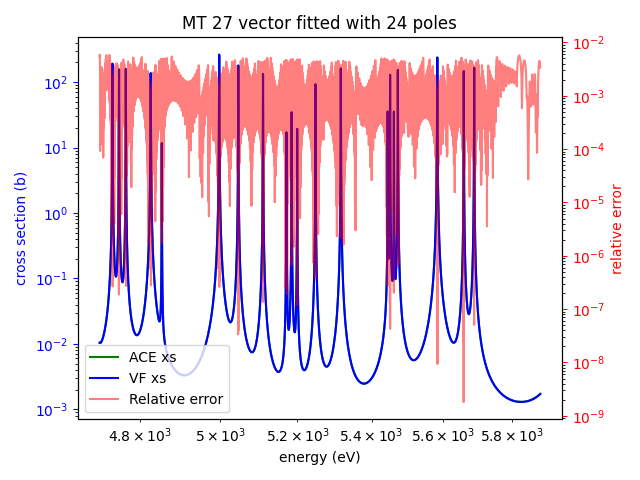 MT 27 vector fitted with 24 poles
cross section (b)
10²
10¹
10⁰
10⁻¹
10⁻²
10⁻³
10⁻²
10⁻³
10⁻⁴
10⁻⁵
10⁻⁶
10⁻⁷
10⁻⁸
10⁻⁹
relative error
ACE xs
VF xs
Relative error
4.8 × 10³ 5 × 10³ 5.2 × 10³ 5.4 × 10³ 5.6 × 10³ 5.8 × 10³
energy (eV)